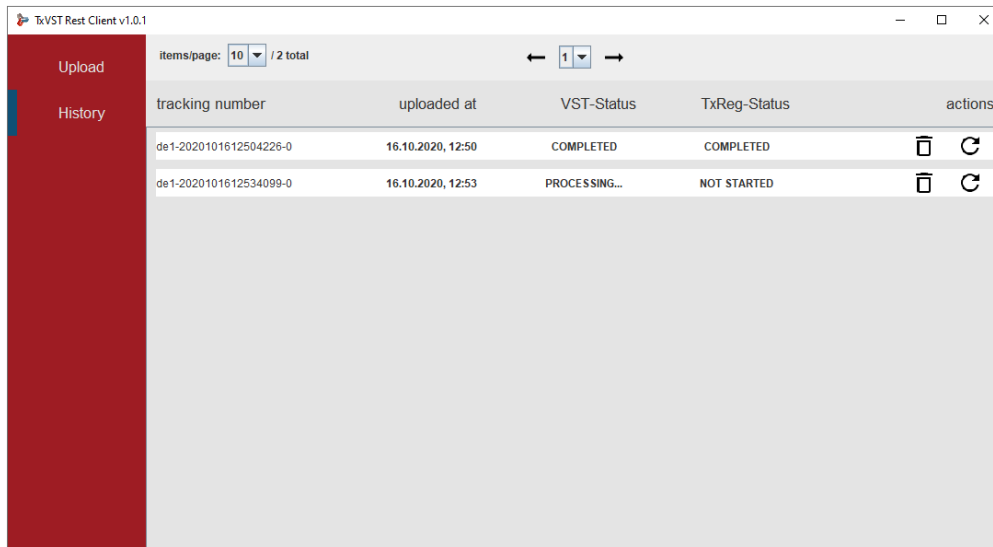 TxVST Rest Client v1.0.1
Upload
History
items/page: 10 / 2 total
1
tracking number uploaded at VST-Status TxReg-Status actions
de1-2020101612504226-0 16.10.2020, 12:50 COMPLETED COMPLETED
de1-2020101612534099-0 16.10.2020, 12:53 PROCESSING... NOT STARTED